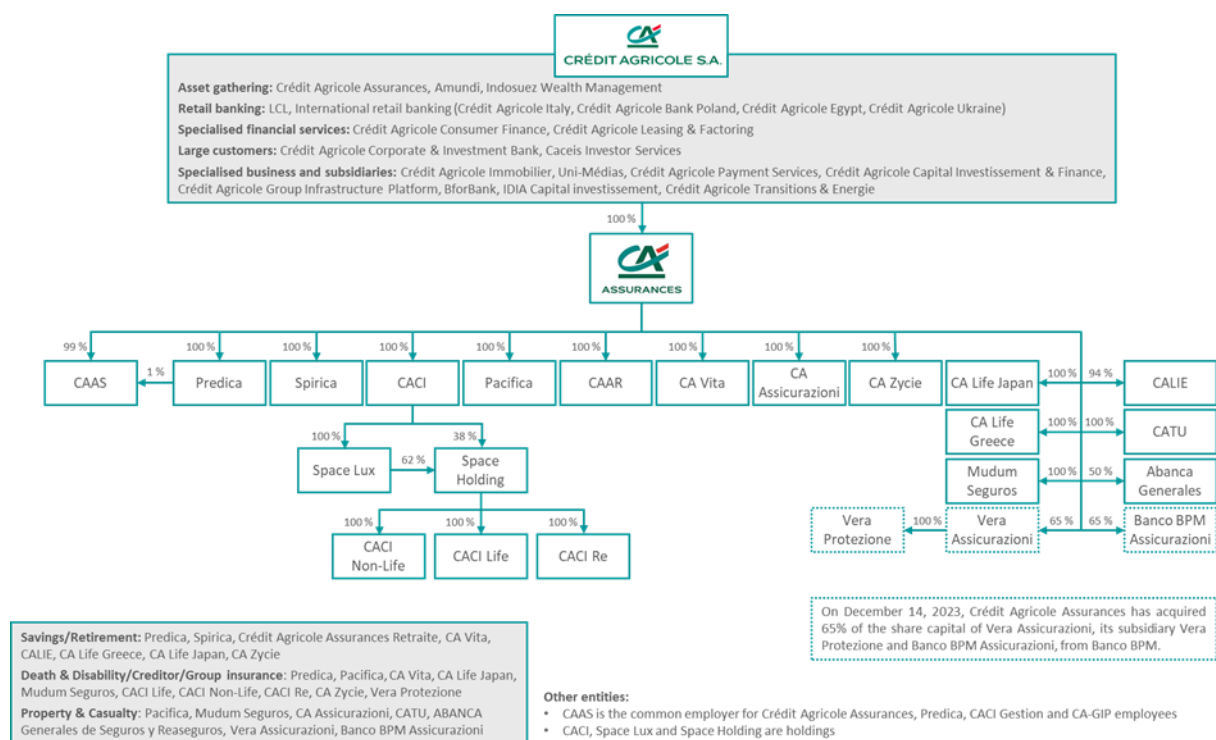 CA
CRÉDIT AGRICOLE S.A.
Asset gathering: Crédit Agricole Assurances, Amundi, Indosuez Wealth Management
Retail banking: LCL, International retail banking (Crédit Agricole Italy, Crédit Agricole Bank Poland, Crédit Agricole Egypt, Crédit Agricole Ukraine)
Specialised financial services: Crédit Agricole Consumer Finance, Crédit Agricole Leasing & Factoring
Large customers: Crédit Agricole Corporate & Investment Bank, Caceis Investor Services
Specialised business and subsidiaries: Crédit Agricole Immobilier, Uni-Médias, Crédit Agricole Payment Services, Crédit Agricole Capital Investissement & Finance,
Crédit Agricole Group Infrastructure Platform, BforBank, IDIA Capital investissement, Crédit Agricole Transitions & Energie
100 %
CA
ASSURANCES
99 % 100 % 100 % 100 % 100 % 100 % 100 % 100 % 100 %
CAAS
1 %
Predica
Spirica
CACI
Pacifica
CAAR
CA Vita
CA
Assicurazioni
CA Zycie
CA Life Japan
100 % 94 %
CALIE
100 % 38 %
Space Lux
62 %
Space
Holding
CA Life
Greece
100 % 100 %
CATU
Mudum
Seguros
100 % 50 %
Abanca
Generales
100 % 100 % 100 %
CACI
Non-Life
CACI Life
CACI Re
Vera
Protezione
100 %
Vera
Assicurazioni
65 % 65 %
Banco BPM
Assicurazioni
On December 14, 2023, Crédit Agricole Assurances has acquired
65% of the share capital of Vera Assicurazioni, its subsidiary Vera
Protezione and Banco BPM Assicurazioni, from Banco BPM.
Savings/Retirement: Predica, Spirica, Crédit Agricole Assurances Retraite, CA Vita,
CALIE, CA Life Greece, CA Life Japan, CA Zycie
Death & Disability/Creditor/Group insurance: Predica, Pacifica, CA Vita, CA Life Japan,
Mudum Seguros, CACI Life, CACI Non-Life, CACI Re, CA Zycie, Vera Protezione
Property & Casualty: Pacifica, Mudum Seguros, CA Assicurazioni, CATU, ABANCA
Generales de Seguros y Reaseguros, Vera Assicurazioni, Banco BPM Assicurazioni
Other entities:
• CAAS is the common employer for Crédit Agricole Assurances, Predica, CACI Gestion and CA-GIP employees
• CACI, Space Lux and Space Holding are holdings